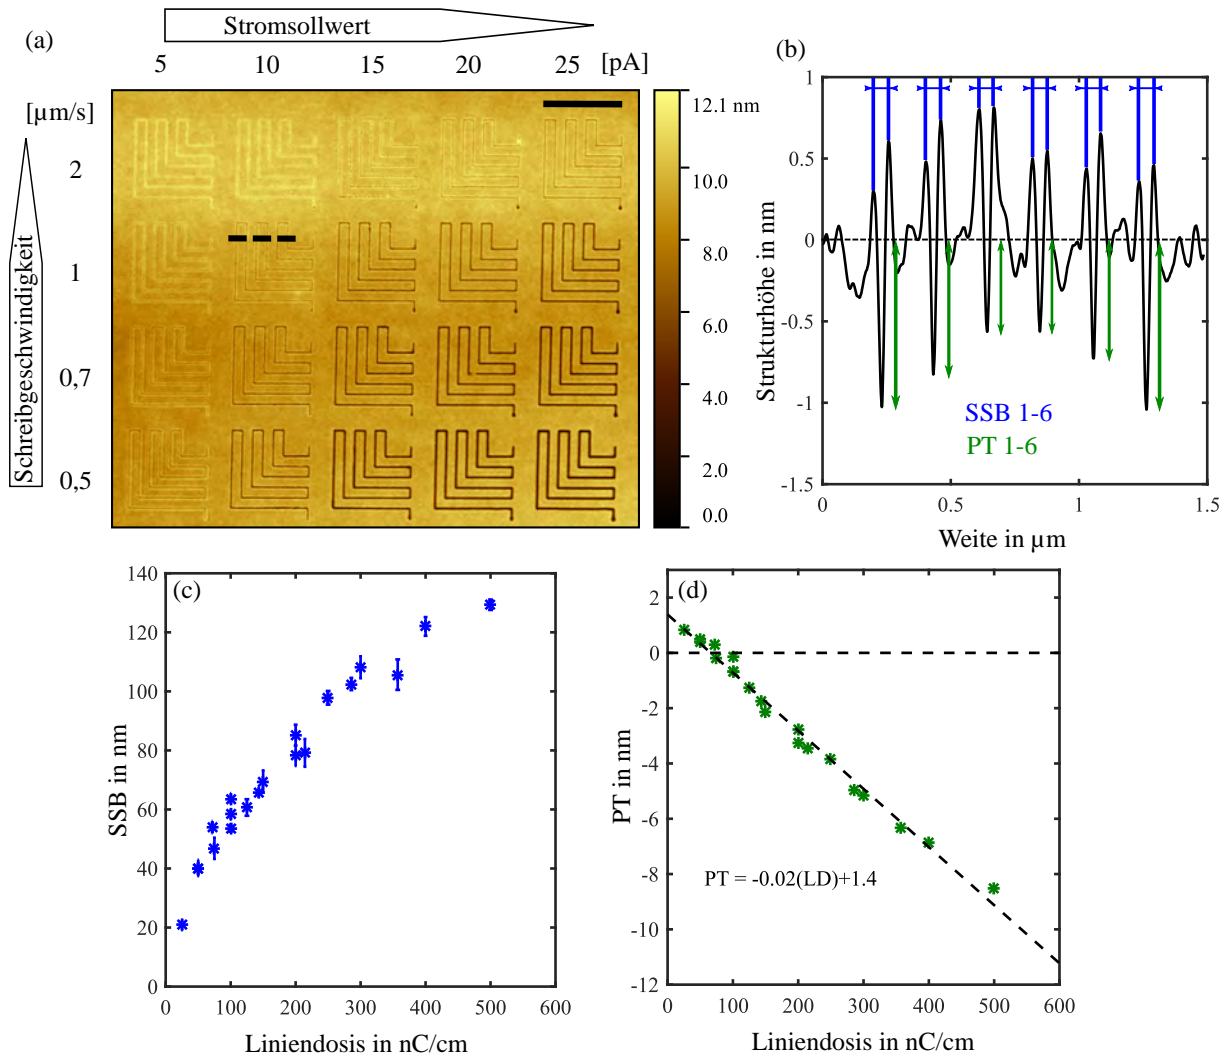 Stromsollwert
(a)
5 10 15 20 25 [pA]
[µm/s]
2
1
0,7
0,5
Schreibgeschwindigkeit
12.1 nm
10.0
8.0
6.0
4.0
2.0
0.0
(b)
1
0.5
0
-0.5
-1
-1.5
Strukturhöhe in nm
SSB 1-6
PT 1-6
0 0.5 1 1.5
Weite in µm
(c)
140
120
100
80
60
40
20
0
SSB in nm
0 100 200 300 400 500 600
Liniendosis in nC/cm
(d)
2
0
-2
-4
-6
-8
-10
-12
PT in nm
PT = -0.02(LD)+1.4
0 100 200 300 400 500 600
Liniendosis in nC/cm